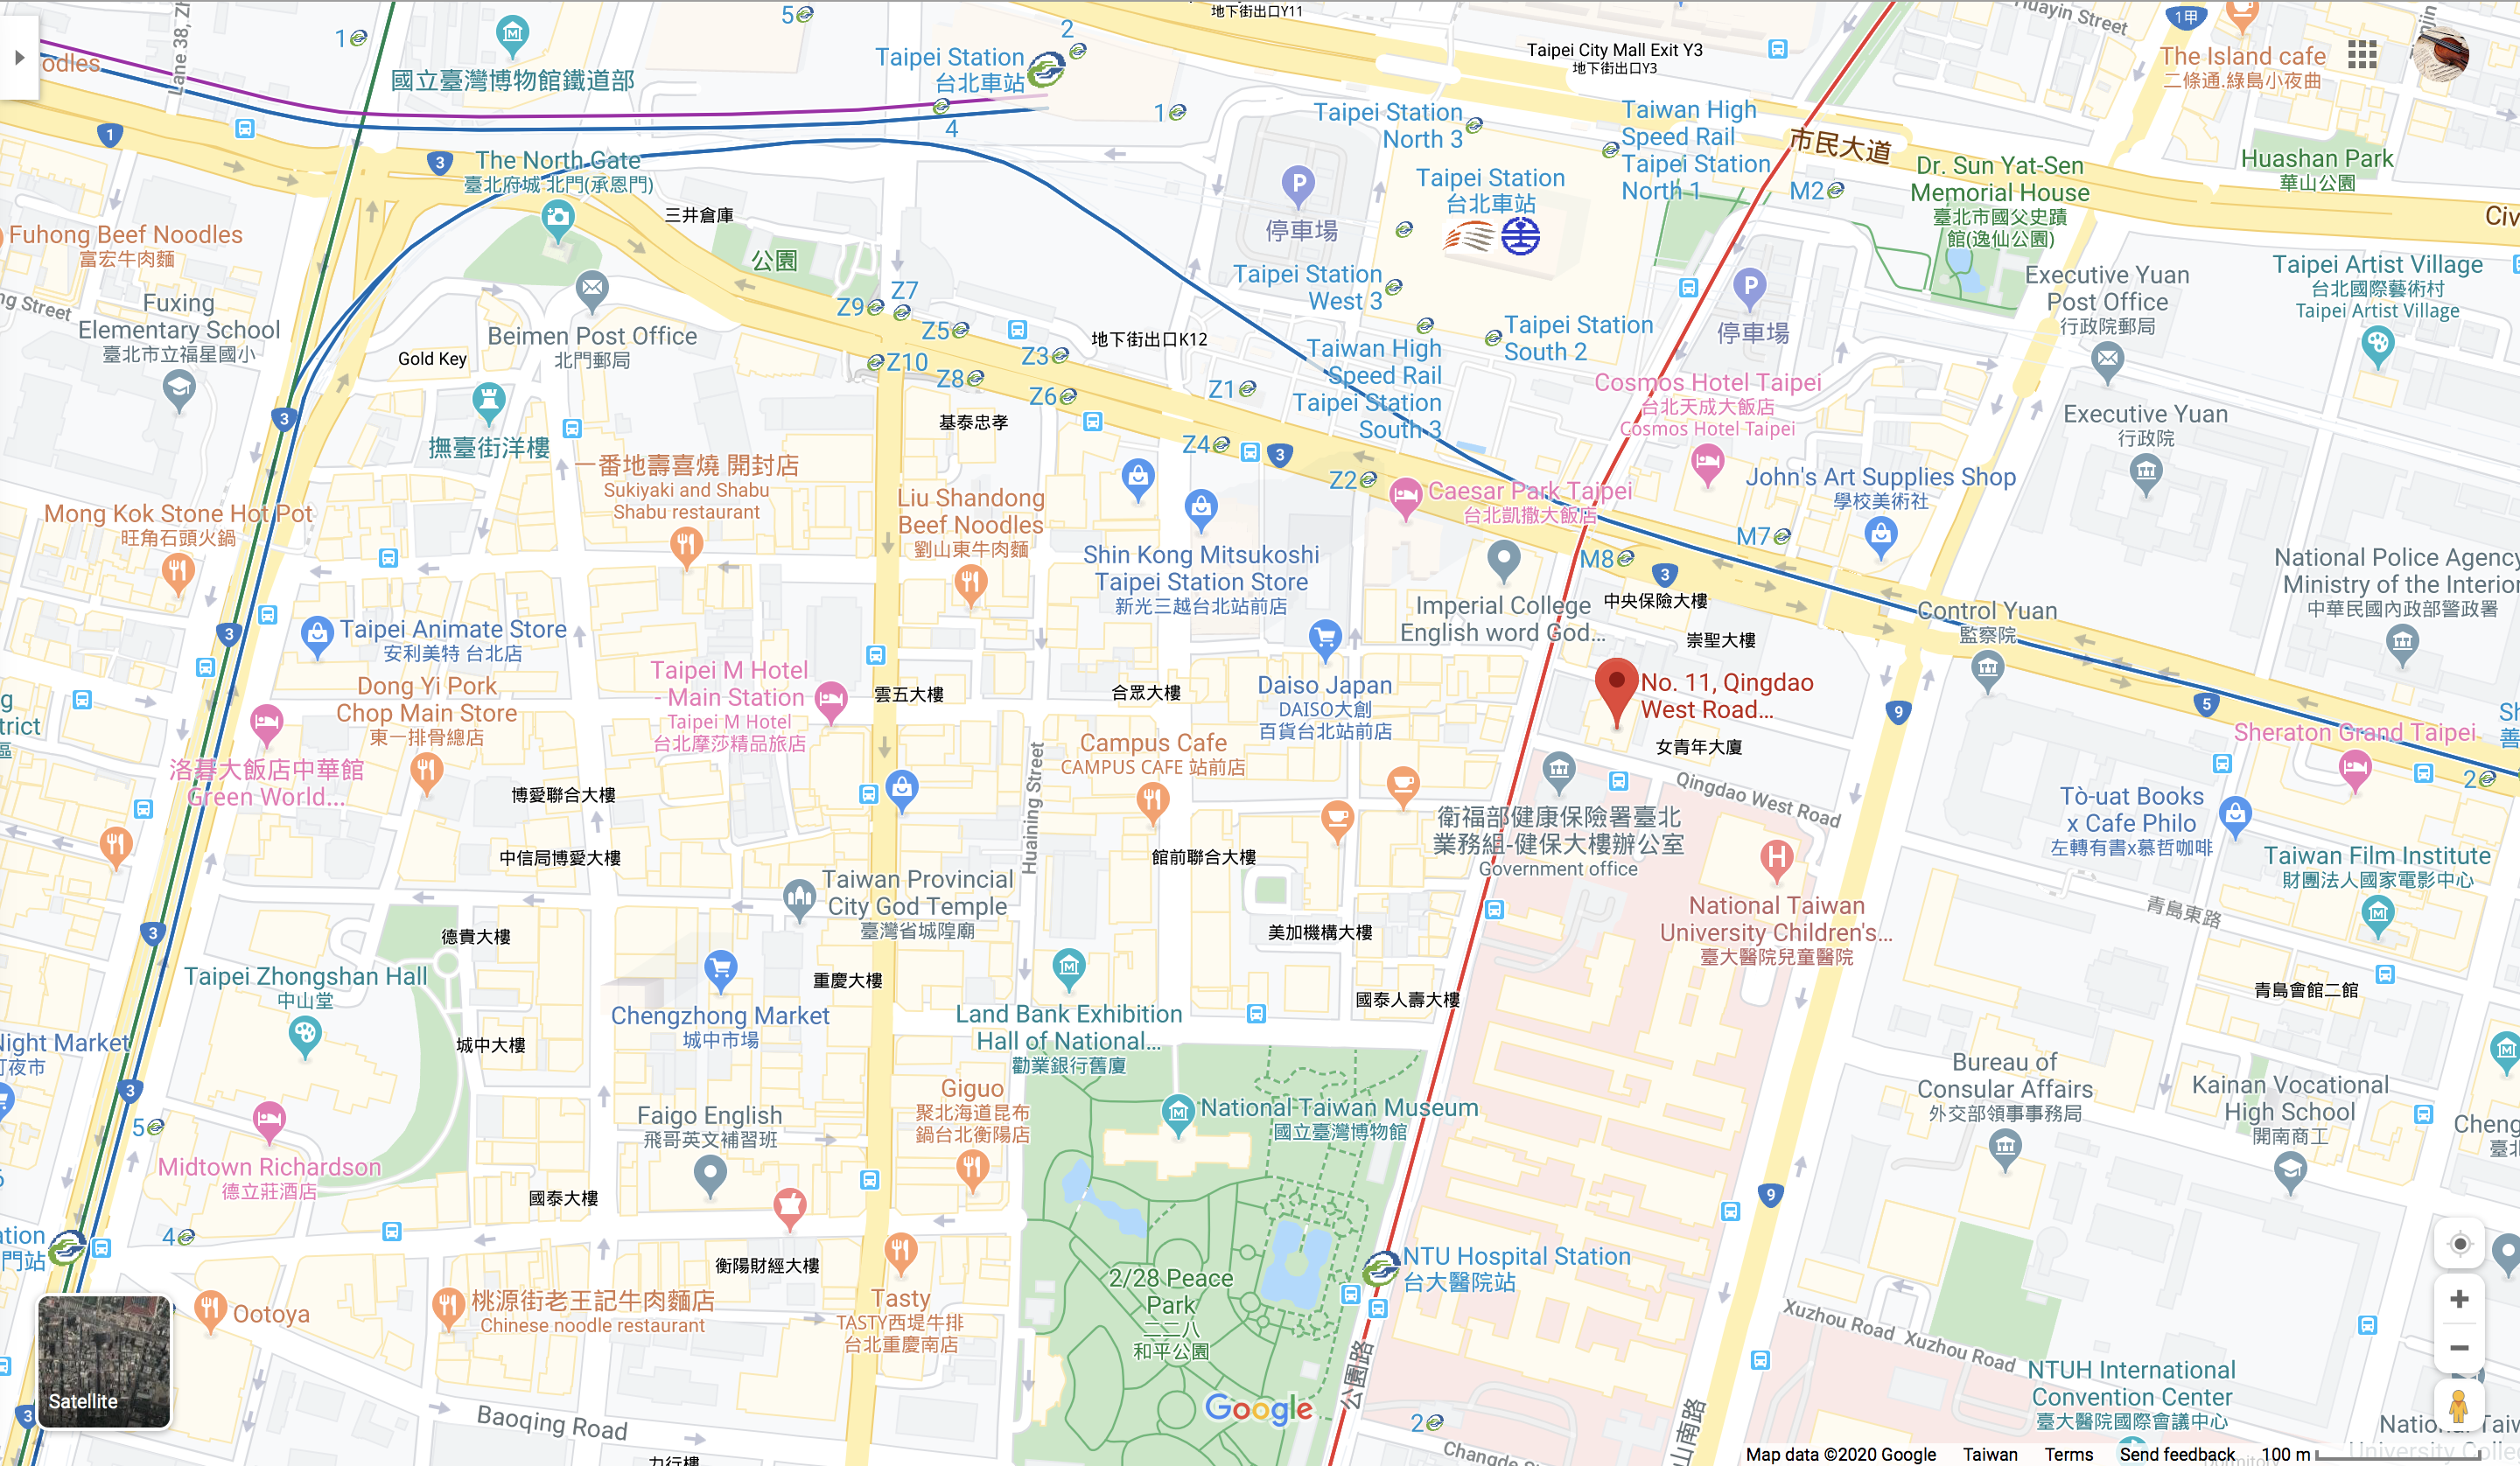 地下街出口Y11
Huayin Street
1甲
5
1
2
Lane 38,
國立臺灣博物館鐵道部
Taipei Station
台北車站
Taipei City Mall Exit Y3
地下街出口Y3
The Island cafe
二條通.綠島小夜曲
1
1
4
Taipei Station
North 3
Taiwan High
Speed Rail
Taipei Station
North 1
市民大道
3
The North Gate
臺北府城 北門(承恩門)
Taipei Station
台北車站
M2
Dr. Sun Yat-Sen
Memorial House
臺北市國父史蹟
館(逸仙公園)
Huashan Park
華山公園
三井倉庫
P
停車場
Fuhong Beef Noodles
富宏牛肉麵
公園
Taipei Station
West 3
P
停車場
Executive Yuan
Post Office
行政院郵局
Taipei Artist Village
台北國際藝術村
Taipei Artist Village
Fuxing
Elementary School
臺北市立福星國小
Beimen Post Office
北門郵局
Gold Key
Z9
Z7
Z5
Z3
Z10
Z8
Z6
Z1
地下街出口K12
Taipei Station
South 2
Taiwan High
Speed Rail
Taipei Station
South 3
Cosmos Hotel Taipei
台北天成大飯店
Cosmos Hotel Taipei
Executive Yuan
行政院
3
撫臺街洋樓
基泰忠孝
Z4
3
Z2
一番地壽喜燒 開封店
Sukiyaki and Shabu
Shabu restaurant
Liu Shandong
Beef Noodles
劉山東牛肉麵
Caesar Park Taipei
台北凱撒大飯店
John's Art Supplies Shop
學校美術社
Mong Kok Stone Hot Pot
旺角石頭火鍋
Shin Kong Mitsukoshi
Taipei Station Store
新光三越台北站前店
M8
M7
3
National Police Agency
Ministry of the Interior
中華民國內政部警政署
Imperial College
English word God...
中央保險大樓
崇聖大樓
Control Yuan
監察院
3
Taipei Animate Store
安利美特 台北店
Dong Yi Pork
Chop Main Store
東一排骨總店
Taipei M Hotel
- Main Station
Taipei M Hotel
台北摩莎精品旅店
雲五大樓
合眾大樓
Daiso Japan
DAISO大創
百貨台北站前店
No. 11, Qingdao
West Road...
女青年大廈
9
5
Sheraton Grand Taipei
2
洛碁大飯店中華館
Green World...
博愛聯合大樓
Huaining Street
Campus Cafe
CAMPUS CAFE 站前店
Qingdao West Road
衛福部健康保險署臺北
業務組-健保大樓辦公室
Government office
Tò-uat Books
x Cafe Philo
左轉有書x慕哲咖啡
中信局博愛大樓
館前聯合大樓
Taiwan Film Institute
財團法人國家電影中心
Taiwan Provincial
City God Temple
臺灣省城隍廟
H
National Taiwan
University Children's...
臺大醫院兒童醫院
青島東路
3
德貴大樓
美加機構大樓
Taipei Zhongshan Hall
中山堂
重慶大樓
國泰人壽大樓
青島會館二館
Chengzhong Market
城中市場
Land Bank Exhibition
Hall of National...
勸業銀行舊廈
Night Market
城中大樓
3
5
Giguo
聚北海道昆布
鍋台北衡陽店
Faigo English
飛哥英文補習班
National Taiwan Museum
國立臺灣博物館
Bureau of
Consular Affairs
外交部領事事務局
Kainan Vocational
High School
開南商工
Midtown Richardson
德立莊酒店
國泰大樓
9
4
衡陽財經大樓
2/28 Peace
Park
二二八
和平公園
NTU Hospital Station
台大醫院站
Ootoya
桃源街老王記牛肉麵店
Chinese noodle restaurant
Tasty
TASTY西堤牛排
台北重慶南店
Xuzhou Road
Xuzhou Road
公園路
NTUH International
Convention Center
臺大醫院國際會議中心
Satellite
3
Baoqing Road
Google
2
Map data ©2020 Google
Taiwan
Terms
Send feedback
100 m